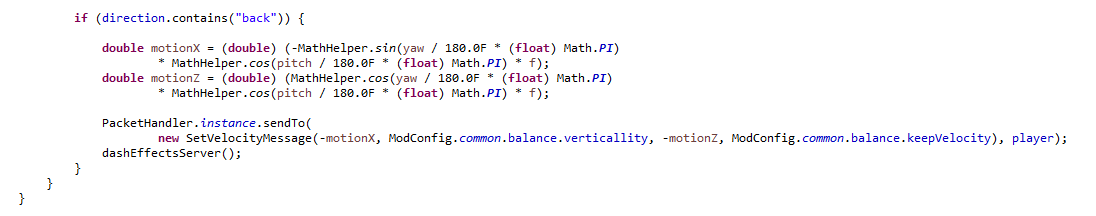 if (direction.contains("back")) {
double motionX = (double) (-MathHelper.sin(yaw / 180.0F * (float) Math.PI)
* MathHelper.cos(pitch / 180.0F * (float) Math.PI) * f);
double motionZ = (double) (MathHelper.cos(yaw / 180.0F * (float) Math.PI)
* MathHelper.cos(pitch / 180.0F * (float) Math.PI) * f);
PacketHandler.instance.sendTo(
new SetVelocityMessage(-motionX, ModConfig.common.balance.verticallity, -motionZ, ModConfig.common.balance.keepVelocity), player);
dashEffectsServer();
}
}
}